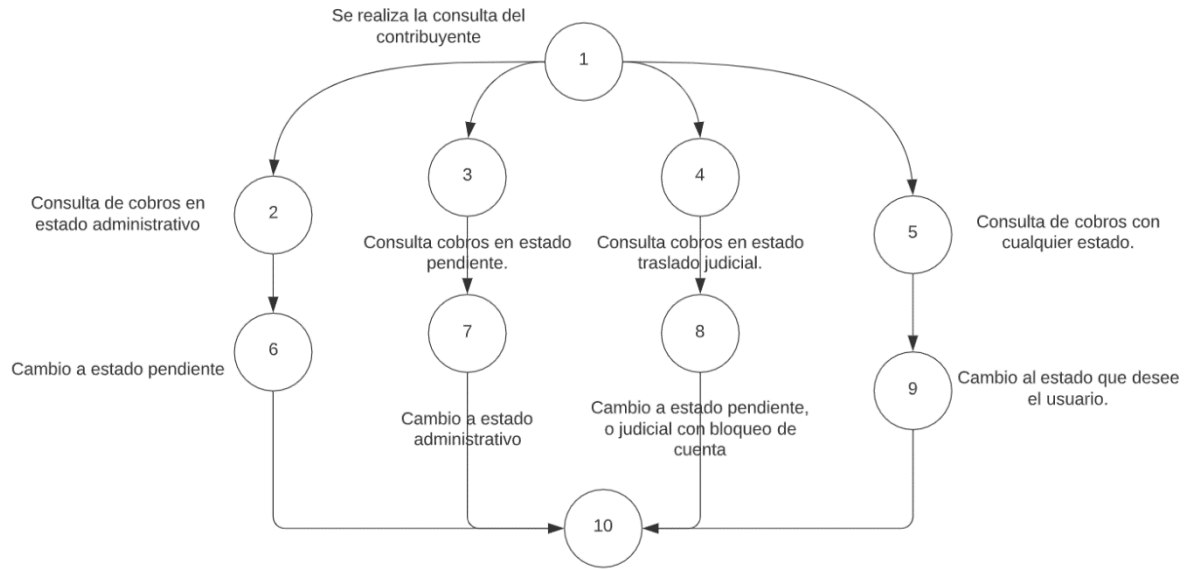 Se realiza la consulta del
contribuyente
1
3
4
2
Consulta de cobros en
estado administrativo
5
Consulta de cobros con
cualquier estado.
Consulta cobros en estado
pendiente.
Consulta cobros en estado
traslado judicial.
6
Cambio a estado pendiente
7
8
9
Cambio al estado que desee
el usuario.
Cambio a estado
administrativo
Cambio a estado pendiente,
o judicial con bloqueo de
cuenta
10